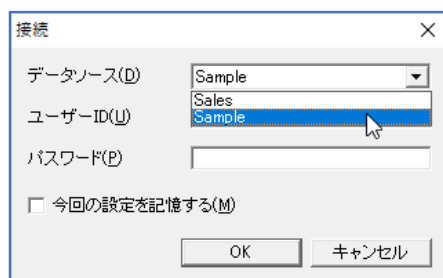 接続
データソース(D) Sample
Sales
ユーザーID(U) Sample
パスワード(P)
今回の設定を記憶する(M)
OK キャンセル